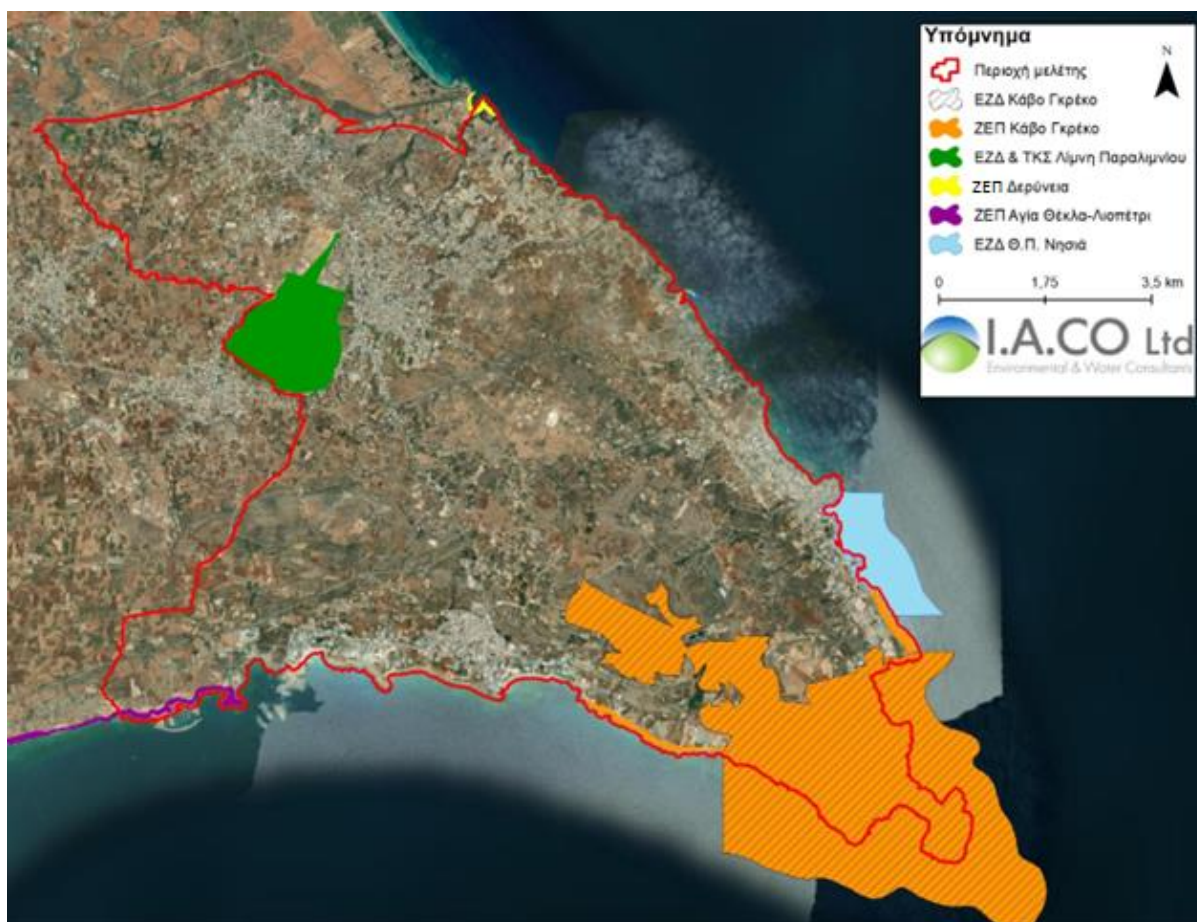 Υπόμνημα
N
Περιοχή μελέτης
ΕΖΔ Κάβο Γκρέκο
ΖΕΠ Κάβο Γκρέκο
ΕΖΔ & ΤΚΣ Λίμνη Παραλιμνίου
ΖΕΠ Δερύνεια
ΖΕΠ Αγία Θέκλα-Λιοπέτρι
ΕΖΔ Θ.Π. Νησιά
0 1,75 3,5 km
I.A.CO Ltd
Environmental & Water Consultants